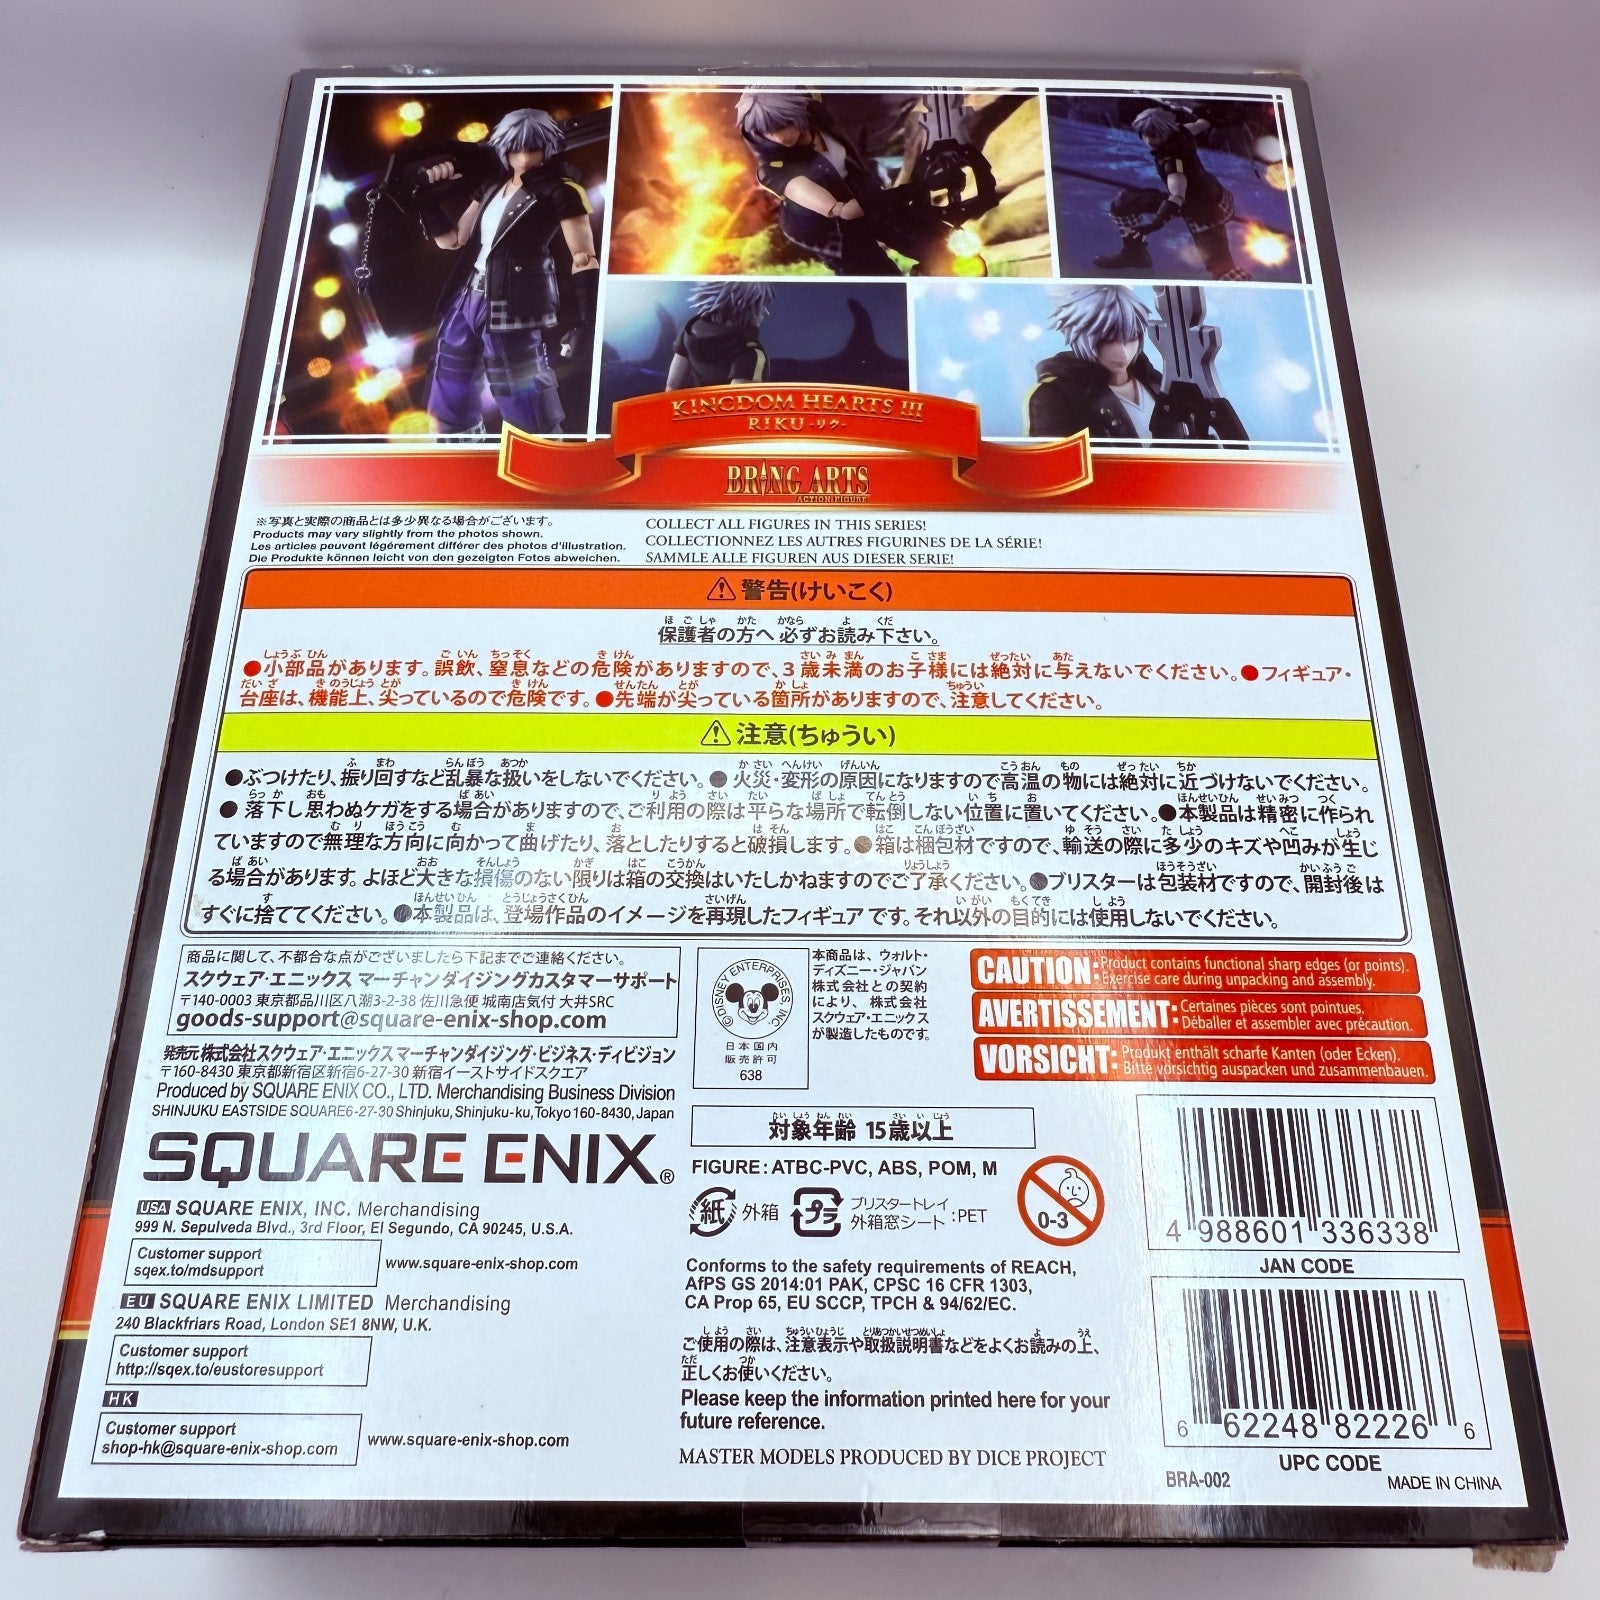 KINGDOM HEARTS III
RIKU -リク-
BRING ARTS
ACTION FIGURE
※写真と実際の商品とは多少異なる場合がございます。
Products may vary slightly from the photos shown.
Les articles peuvent légérement différer des photos d'illustration.
Die Produkte können leicht von den gezeigten Fotos abweichen.
COLLECT ALL FIGURES IN THIS SERIES!
COLLECTIONNEZ LES AUTRES FIGURINES DE LA SÉRIE!
SAMMLE ALLE FIGUREN AUS DIESER SERIE!
⚠警告(けいこく)
保護者の方へ 必ずお読み下さい。
●小部品があります。誤飲、窒息などの危険がありますので、3歳未満のお子様には絶対に与えないでください。●フィギュア・
台座は、機能上、尖っているので危険です。●先端が尖っている箇所がありますので、注意してください。
⚠注意(ちゅうい)
●ぶつけたり、振り回すなど乱暴な扱いをしないでください。●火災・変形の原因になりますので高温の物には絶対に近づけないでください。
●落下し思わぬケガをする場合がありますので、ご利用の際は平らな場所で転倒しない位置に置いてください。●本製品は精密に作られ
ていますので無理な方向に向かって曲げたり、落としたりすると破損します。●箱は梱包材ですので、輸送の際に多少のキズや凹みが生じ
る場合があります。よほど大きな損傷のない限りは箱の交換はいたしかねますのでご了承ください。●ブリスターは包装材ですので、開封後は
すぐに捨ててください。●本製品は、登場作品のイメージを再現したフィギュアです。それ以外の目的には使用しないでください。
商品に関して、不都合な点がございましたら下記までご連絡ください。
スクウェア・エニックス マーチャンダイジングカスタマーサポート
〒140-0003 東京都品川区八潮3-2-38 佐川急便 城南店気付 大井SRC
goods-support@square-enix-shop.com
発売元 株式会社スクウェア・エニックス マーチャンダイジング・ビジネス・ディビジョン
〒160-8430 東京都新宿区新宿6-27-30 新宿イーストサイドスクエア
Produced by SQUARE ENIX CO., LTD. Merchandising Business Division
SHINJUKU EASTSIDE SQUARE6-27-30 Shinjuku, Shinjuku-ku, Tokyo 160-8430, Japan
SQUARE ENIX®
USA SQUARE ENIX, INC. Merchandising
999 N. Sepulveda Blvd., 3rd Floor, El Segundo, CA 90245, U.S.A.
Customer support
sqex.to/mdsupport
www.square-enix-shop.com
EU SQUARE ENIX LIMITED Merchandising
240 Blackfriars Road, London SE1 8NW, U.K.
Customer support
http://sqex.to/eustoresupport
HK
Customer support
shop-hk@square-enix-shop.com
www.square-enix-shop.com
©DISNEY ENTERPRISES, INC.
日本国内
販売許可
638
本商品は、ウォルト・
ディズニー・ジャパン
株式会社との契約
により、株式会社
スクウェア・エニックス
が製造したものです。
CAUTION: Product contains functional sharp edges (or points).
Exercise care during unpacking and assembly.
AVERTISSEMENT: Certaines pièces sont pointues.
Déballer et assembler avec précaution.
VORSICHT: Produkt enthält scharfe Kanten (oder Ecken).
Bitte vorsichtig auspacken und zusammenbauen.
対象年齢 15歳以上
FIGURE: ATBC-PVC, ABS, POM, M
紙 外箱
プラ ブリスタートレイ
外箱窓シート :PET
0-3
Conforms to the safety requirements of REACH,
AfPS GS 2014:01 PAK, CPSC 16 CFR 1303,
CA Prop 65, EU SCCP, TPCH & 94/62/EC.
ご使用の際は、注意表示や取扱説明書などをよくお読みの上、
正しくお使いください。
Please keep the information printed here for your
future reference.
MASTER MODELS PRODUCED BY DICE PROJECT
4 988601 336338
JAN CODE
6 62248 82226 6
UPC CODE
BRA-002
MADE IN CHINA